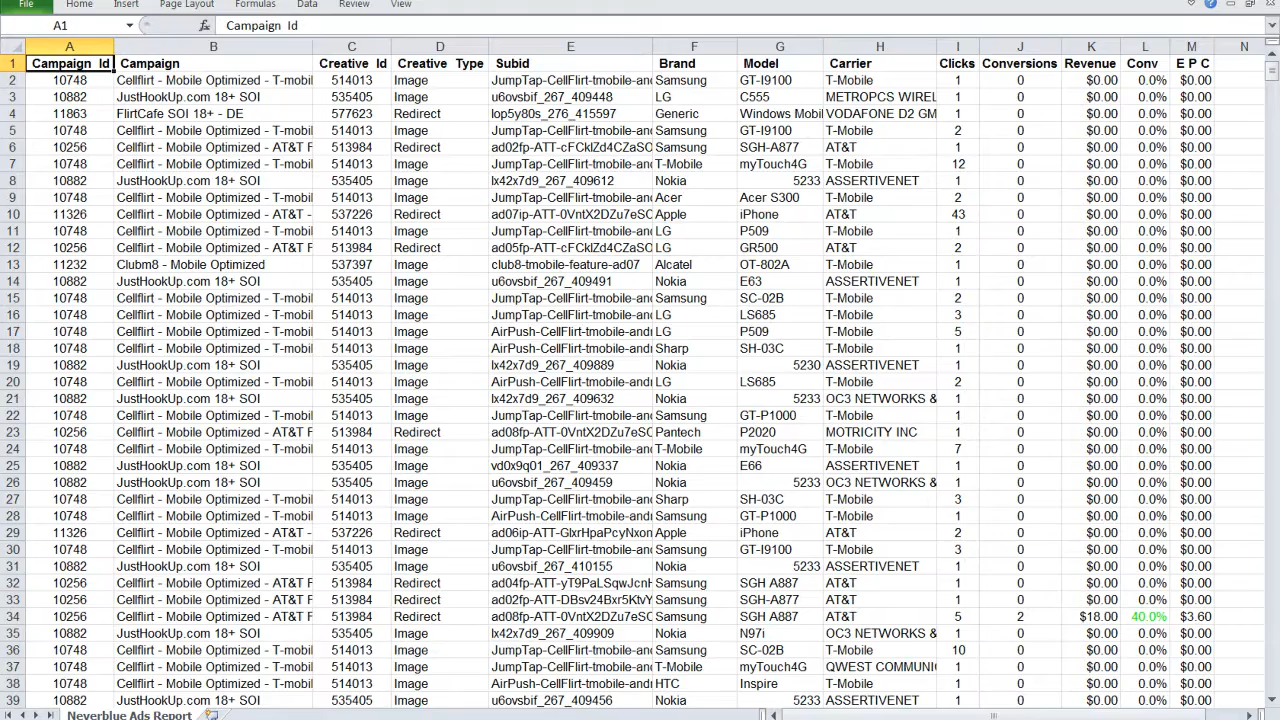 File Home Insert Page Layout Formulas Data Review View
A1 fx Campaign Id
A B C D E F G H I J K L M N
1 Campaign Id Campaign Creative Id Creative Type Subid Brand Model Carrier Clicks Conversions Revenue Conv E P C
2 10748 Cellflirt - Mobile Optimized - T-mobil 514013 Image JumpTap-CellFlirt-tmobile-and Samsung GT-I9100 T-Mobile 1 0 $0.00 0.0% $0.00
3 10882 JustHookUp.com 18+ SOI 535405 Image u6ovsbif_267_409448 LG C555 METROPCS WIREL 1 0 $0.00 0.0% $0.00
4 11863 FlirtCafe SOI 18+ - DE 577623 Redirect lop5y80s_276_415597 Generic Windows Mobil VODAFONE D2 GM 1 0 $0.00 0.0% $0.00
5 10748 Cellflirt - Mobile Optimized - T-mobil 514013 Image JumpTap-CellFlirt-tmobile-and Samsung GT-I9100 T-Mobile 2 0 $0.00 0.0% $0.00
6 10256 Cellflirt - Mobile Optimized - AT&T F 513984 Redirect ad02fp-ATT-cFCklZd4CZaSO Samsung SGH-A877 AT&T 1 0 $0.00 0.0% $0.00
7 10748 Cellflirt - Mobile Optimized - T-mobil 514013 Image JumpTap-CellFlirt-tmobile-and T-Mobile myTouch4G T-Mobile 12 0 $0.00 0.0% $0.00
8 10882 JustHookUp.com 18+ SOI 535405 Image lx42x7d9_267_409612 Nokia 5233 ASSERTIVENET 1 0 $0.00 0.0% $0.00
9 10748 Cellflirt - Mobile Optimized - T-mobil 514013 Image JumpTap-CellFlirt-tmobile-and Acer Acer S300 T-Mobile 2 0 $0.00 0.0% $0.00
10 11326 Cellflirt - Mobile Optimized - AT&T - 537226 Redirect ad07ip-ATT-0VntX2DZu7eSC Apple iPhone AT&T 43 0 $0.00 0.0% $0.00
11 10748 Cellflirt - Mobile Optimized - T-mobil 514013 Image JumpTap-CellFlirt-tmobile-and LG P509 T-Mobile 1 0 $0.00 0.0% $0.00
12 10256 Cellflirt - Mobile Optimized - AT&T F 513984 Redirect ad05fp-ATT-cFCklZd4CZaSO LG GR500 AT&T 2 0 $0.00 0.0% $0.00
13 11232 Clubm8 - Mobile Optimized 537397 Image club8-tmobile-feature-ad07 Alcatel OT-802A T-Mobile 1 0 $0.00 0.0% $0.00
14 10882 JustHookUp.com 18+ SOI 535405 Image u6ovsbif_267_409491 LG E63 ASSERTIVENET 1 0 $0.00 0.0% $0.00
15 10748 Cellflirt - Mobile Optimized - T-mobil 514013 Image JumpTap-CellFlirt-tmobile-and Samsung SC-02B T-Mobile 2 0 $0.00 0.0% $0.00
16 10748 Cellflirt - Mobile Optimized - T-mobil 514013 Image JumpTap-CellFlirt-tmobile-and LG LS685 T-Mobile 3 0 $0.00 0.0% $0.00
17 10748 Cellflirt - Mobile Optimized - T-mobil 514013 Image AirPush-CellFlirt-tmobile-and LG P509 T-Mobile 5 0 $0.00 0.0% $0.00
18 10748 Cellflirt - Mobile Optimized - T-mobil 514013 Image AirPush-CellFlirt-tmobile-and Sharp SH-03C T-Mobile 1 0 $0.00 0.0% $0.00
19 10882 JustHookUp.com 18+ SOI 535405 Image lx42x7d9_267_409889 Nokia 5230 ASSERTIVENET 1 0 $0.00 0.0% $0.00
20 10748 Cellflirt - Mobile Optimized - T-mobil 514013 Image AirPush-CellFlirt-tmobile-and LG LS685 T-Mobile 2 0 $0.00 0.0% $0.00
21 10882 JustHookUp.com 18+ SOI 535405 Image lx42x7d9_267_409632 Nokia 5233 OC3 NETWORKS & 1 0 $0.00 0.0% $0.00
22 10748 Cellflirt - Mobile Optimized - T-mobil 514013 Image JumpTap-CellFlirt-tmobile-and Samsung GT-P1000 T-Mobile 1 0 $0.00 0.0% $0.00
23 10256 Cellflirt - Mobile Optimized - AT&T F 513984 Redirect ad08fp-ATT-0VntX2DZu7eSC Pantech P2020 MOTRICITY INC 1 0 $0.00 0.0% $0.00
24 10748 Cellflirt - Mobile Optimized - T-mobil 514013 Image JumpTap-CellFlirt-tmobile-and T-Mobile myTouch4G T-Mobile 7 0 $0.00 0.0% $0.00
25 10882 JustHookUp.com 18+ SOI 535405 Image vd0x9q01_267_409337 Nokia E66 ASSERTIVENET 1 0 $0.00 0.0% $0.00
26 10882 JustHookUp.com 18+ SOI 535405 Image u6ovsbif_267_409459 Nokia 5233 OC3 NETWORKS & 1 0 $0.00 0.0% $0.00
27 10748 Cellflirt - Mobile Optimized - T-mobil 514013 Image JumpTap-CellFlirt-tmobile-and Sharp SH-03C T-Mobile 3 0 $0.00 0.0% $0.00
28 10748 Cellflirt - Mobile Optimized - T-mobil 514013 Image AirPush-CellFlirt-tmobile-and Samsung GT-P1000 T-Mobile 1 0 $0.00 0.0% $0.00
29 11326 Cellflirt - Mobile Optimized - AT&T - 537226 Redirect ad06ip-ATT-GlxrHpaPcyNxon Apple iPhone AT&T 2 0 $0.00 0.0% $0.00
30 10748 Cellflirt - Mobile Optimized - T-mobil 514013 Image JumpTap-CellFlirt-tmobile-and Samsung GT-I9100 T-Mobile 3 0 $0.00 0.0% $0.00
31 10882 JustHookUp.com 18+ SOI 535405 Image u6ovsbif_267_410155 Nokia 5233 ASSERTIVENET 1 0 $0.00 0.0% $0.00
32 10256 Cellflirt - Mobile Optimized - AT&T F 513984 Redirect ad04fp-ATT-yT9PaLSqwJcnH Samsung SGH A887 AT&T 1 0 $0.00 0.0% $0.00
33 10256 Cellflirt - Mobile Optimized - AT&T F 513984 Redirect ad02fp-ATT-DBsv24Bxr5KtvY Samsung SGH-A877 AT&T 1 0 $0.00 0.0% $0.00
34 10256 Cellflirt - Mobile Optimized - AT&T F 513984 Redirect ad08fp-ATT-0VntX2DZu7eSC Samsung SGH A887 AT&T 5 2 $18.00 40.0% $3.60
35 10882 JustHookUp.com 18+ SOI 535405 Image lx42x7d9_267_409909 Nokia N97i OC3 NETWORKS & 1 0 $0.00 0.0% $0.00
36 10748 Cellflirt - Mobile Optimized - T-mobil 514013 Image JumpTap-CellFlirt-tmobile-and Samsung SC-02B T-Mobile 10 0 $0.00 0.0% $0.00
37 10748 Cellflirt - Mobile Optimized - T-mobil 514013 Image JumpTap-CellFlirt-tmobile-and T-Mobile myTouch4G QWEST COMMUNI 1 0 $0.00 0.0% $0.00
38 10748 Cellflirt - Mobile Optimized - T-mobil 514013 Image AirPush-CellFlirt-tmobile-and HTC Inspire T-Mobile 1 0 $0.00 0.0% $0.00
39 10882 JustHookUp.com 18+ SOI 535405 Image u6ovsbif_267_409456 Nokia 5233 ASSERTIVENET 1 0 $0.00 0.0% $0.00
Neverblue Ads Report